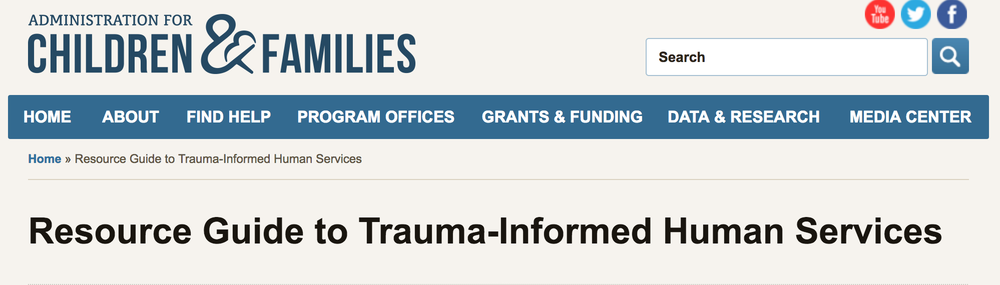 ADMINISTRATION FOR
CHILDREN & FAMILIES
You
Tube
f
Search
HOME ABOUT FIND HELP PROGRAM OFFICES GRANTS & FUNDING DATA & RESEARCH MEDIA CENTER
Home » Resource Guide to Trauma-Informed Human Services
Resource Guide to Trauma-Informed Human Services